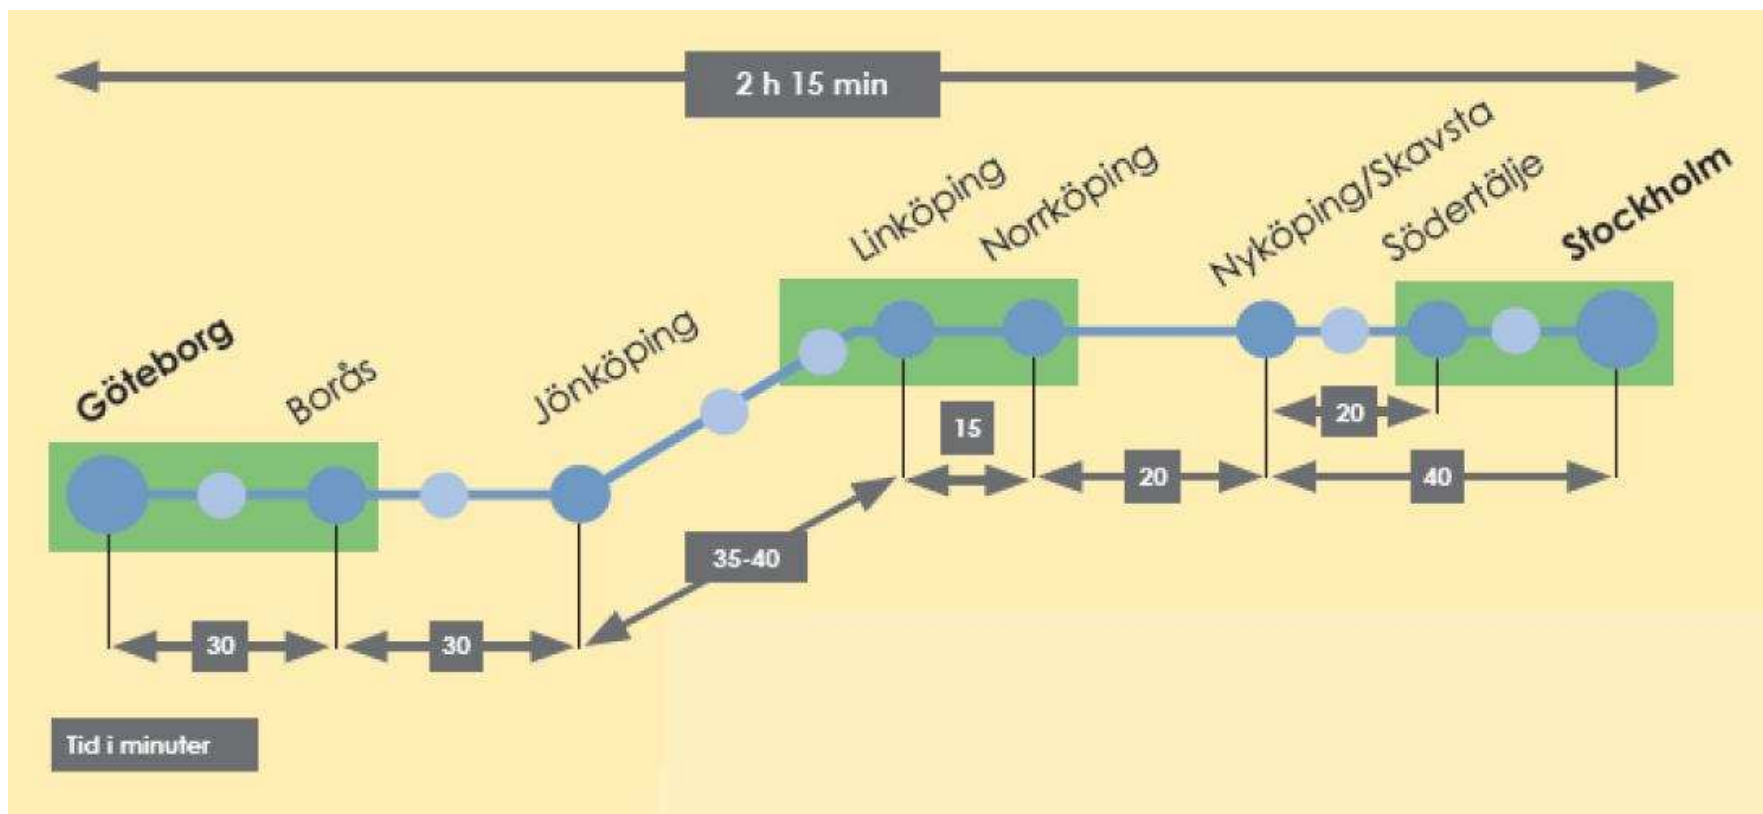 2 h 15 min
Göteborg
Borås
Jönköping
Linköping
Norrköping
Nyköping/Skavsta
Södertälje
Stockholm
20
15
20
40
35-40
30
30
Tid i minuter